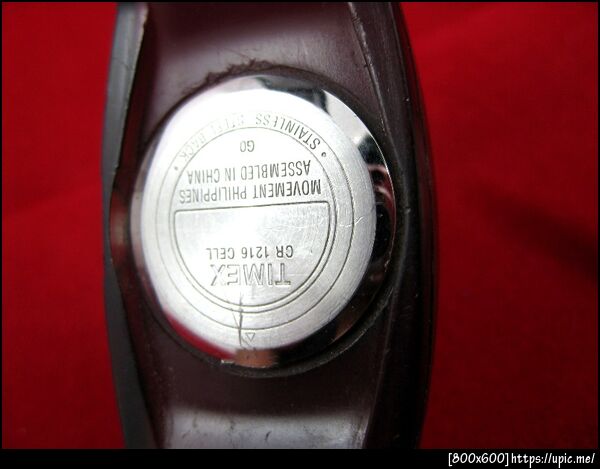 TIMEX
CR 1216 CELL
MOVEMENT PHILIPPINES
ASSEMBLED IN CHINA
GO
• STAINLESS STEEL BACK •
[800x600]https://upic.me/